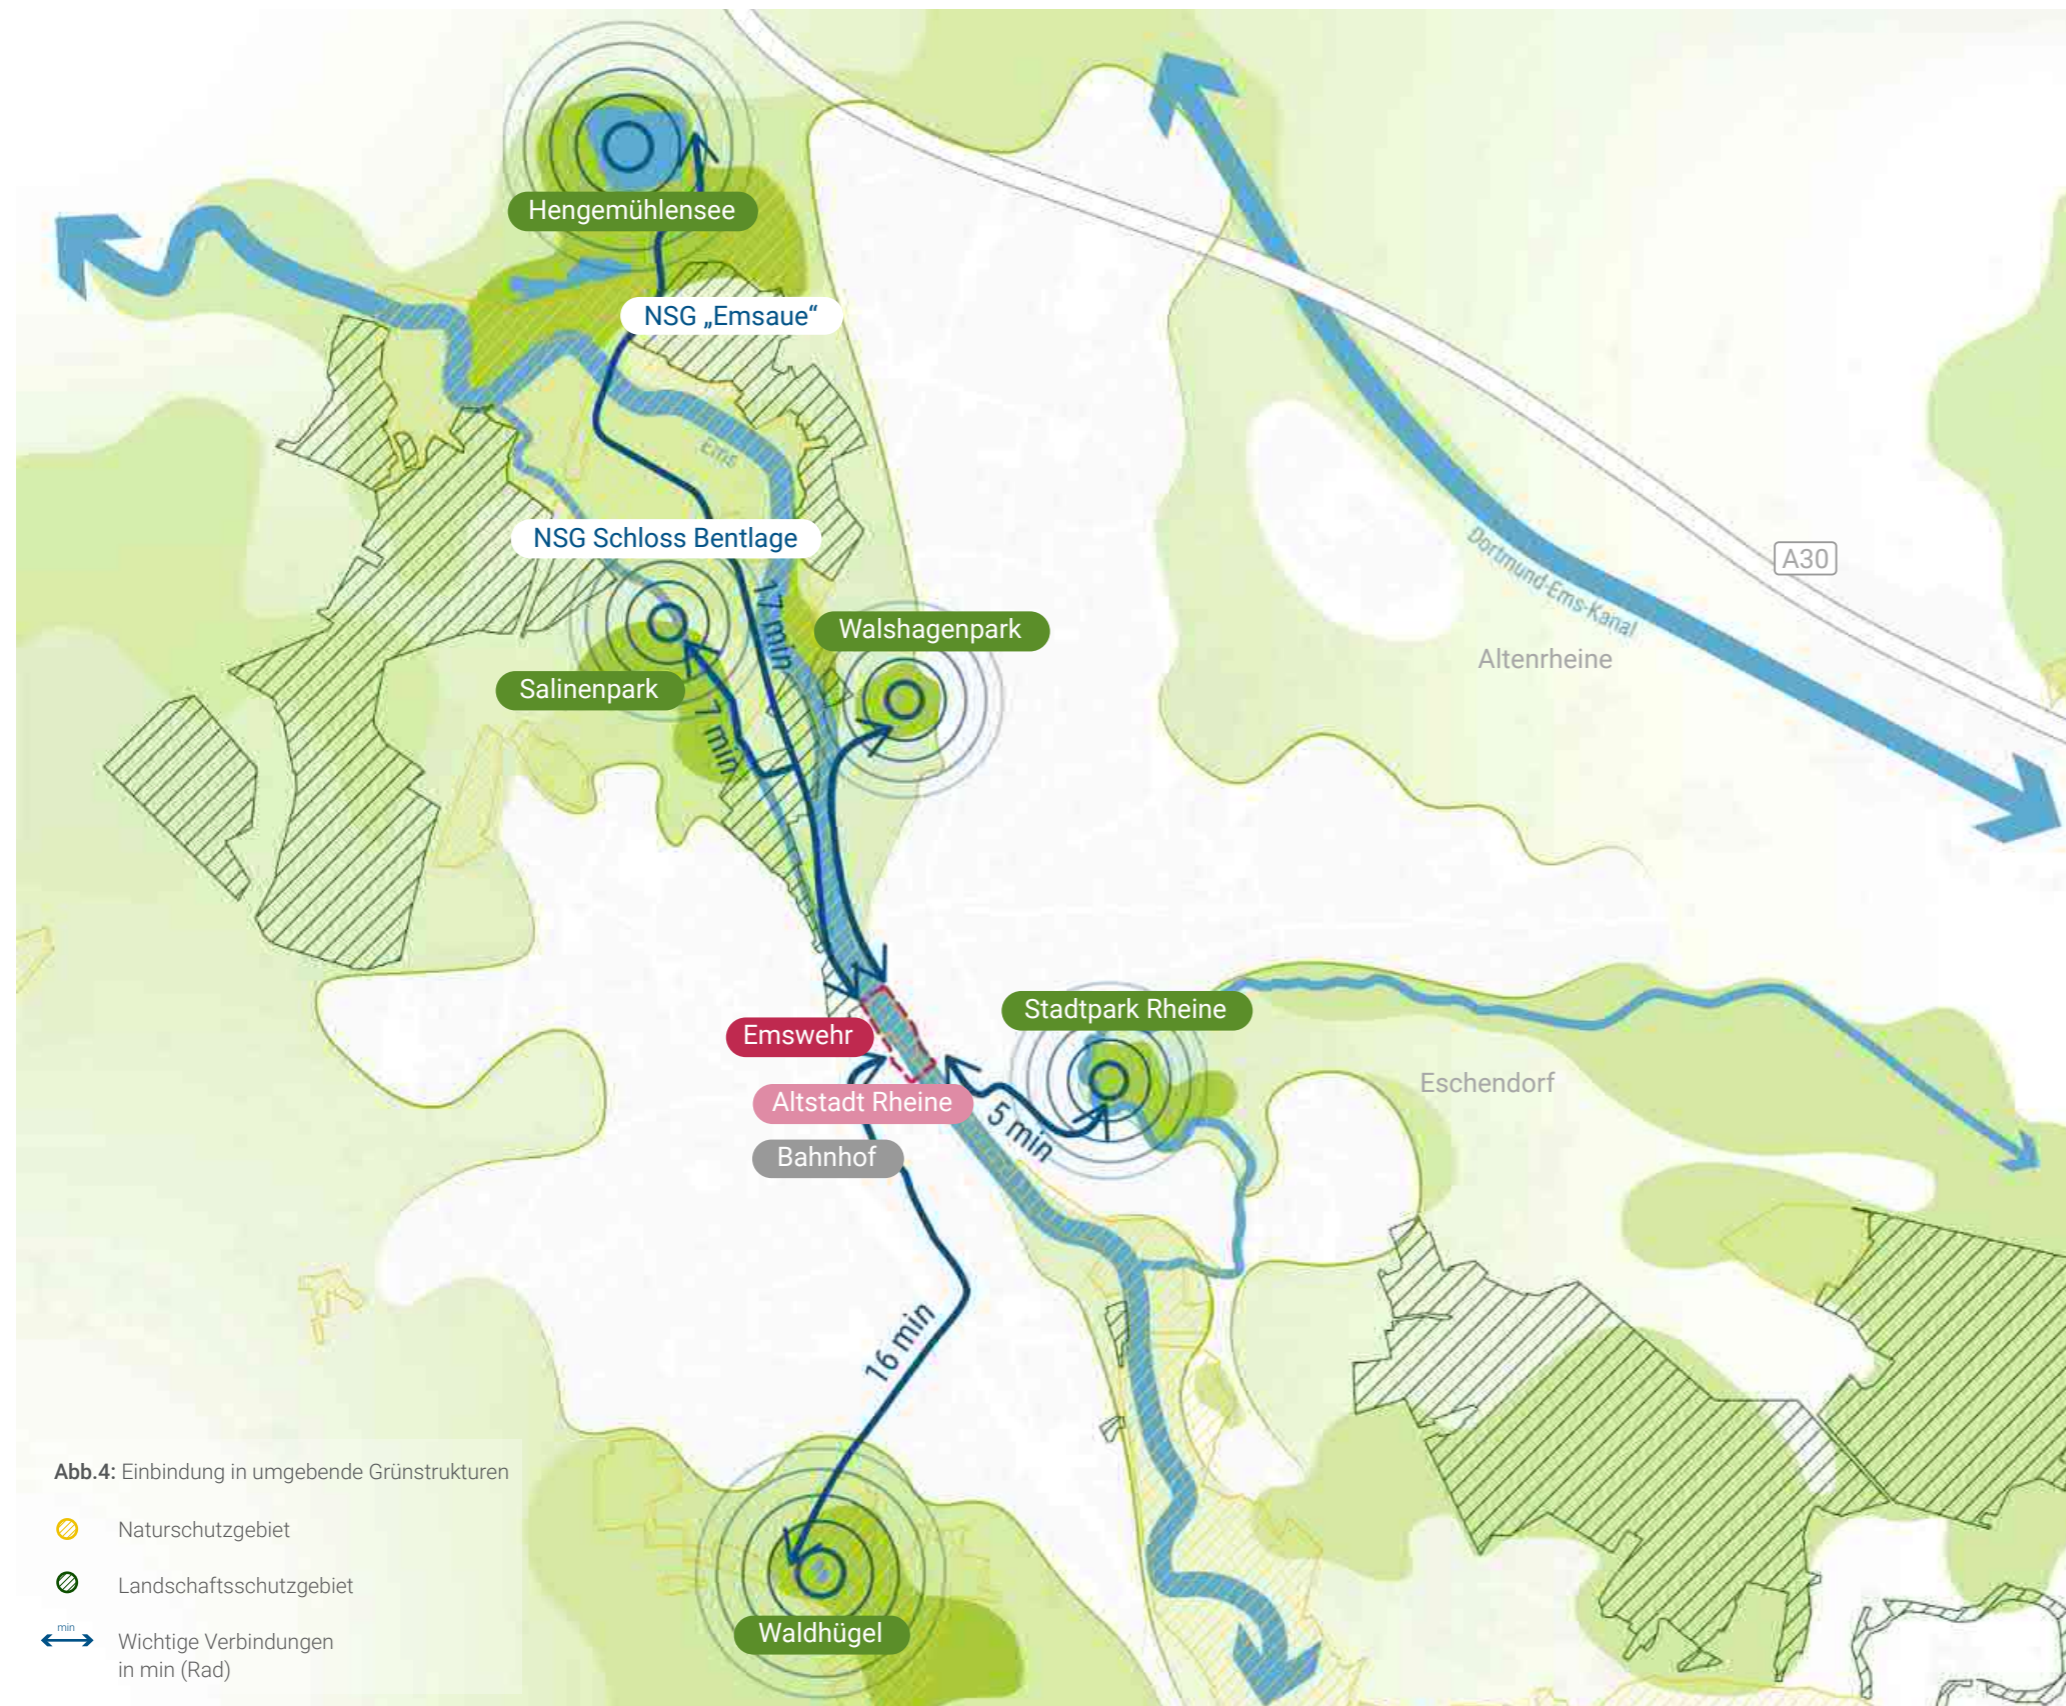 Hengemühlensee
NSG „Emsaue“
Ems
NSG Schloss Bentlage
A30
Dortmund-Ems-Kanal
17 min
Walshagenpark
Altenrheine
Salinenpark
7 min
Stadtpark Rheine
Emswehr
Eschendorf
Altstadt Rheine
5 min
Bahnhof
16 min
Waldhügel
Abb.4: Einbindung in umgebende Grünstrukturen
Naturschutzgebiet
Landschaftsschutzgebiet
min
Wichtige Verbindungen
in min (Rad)